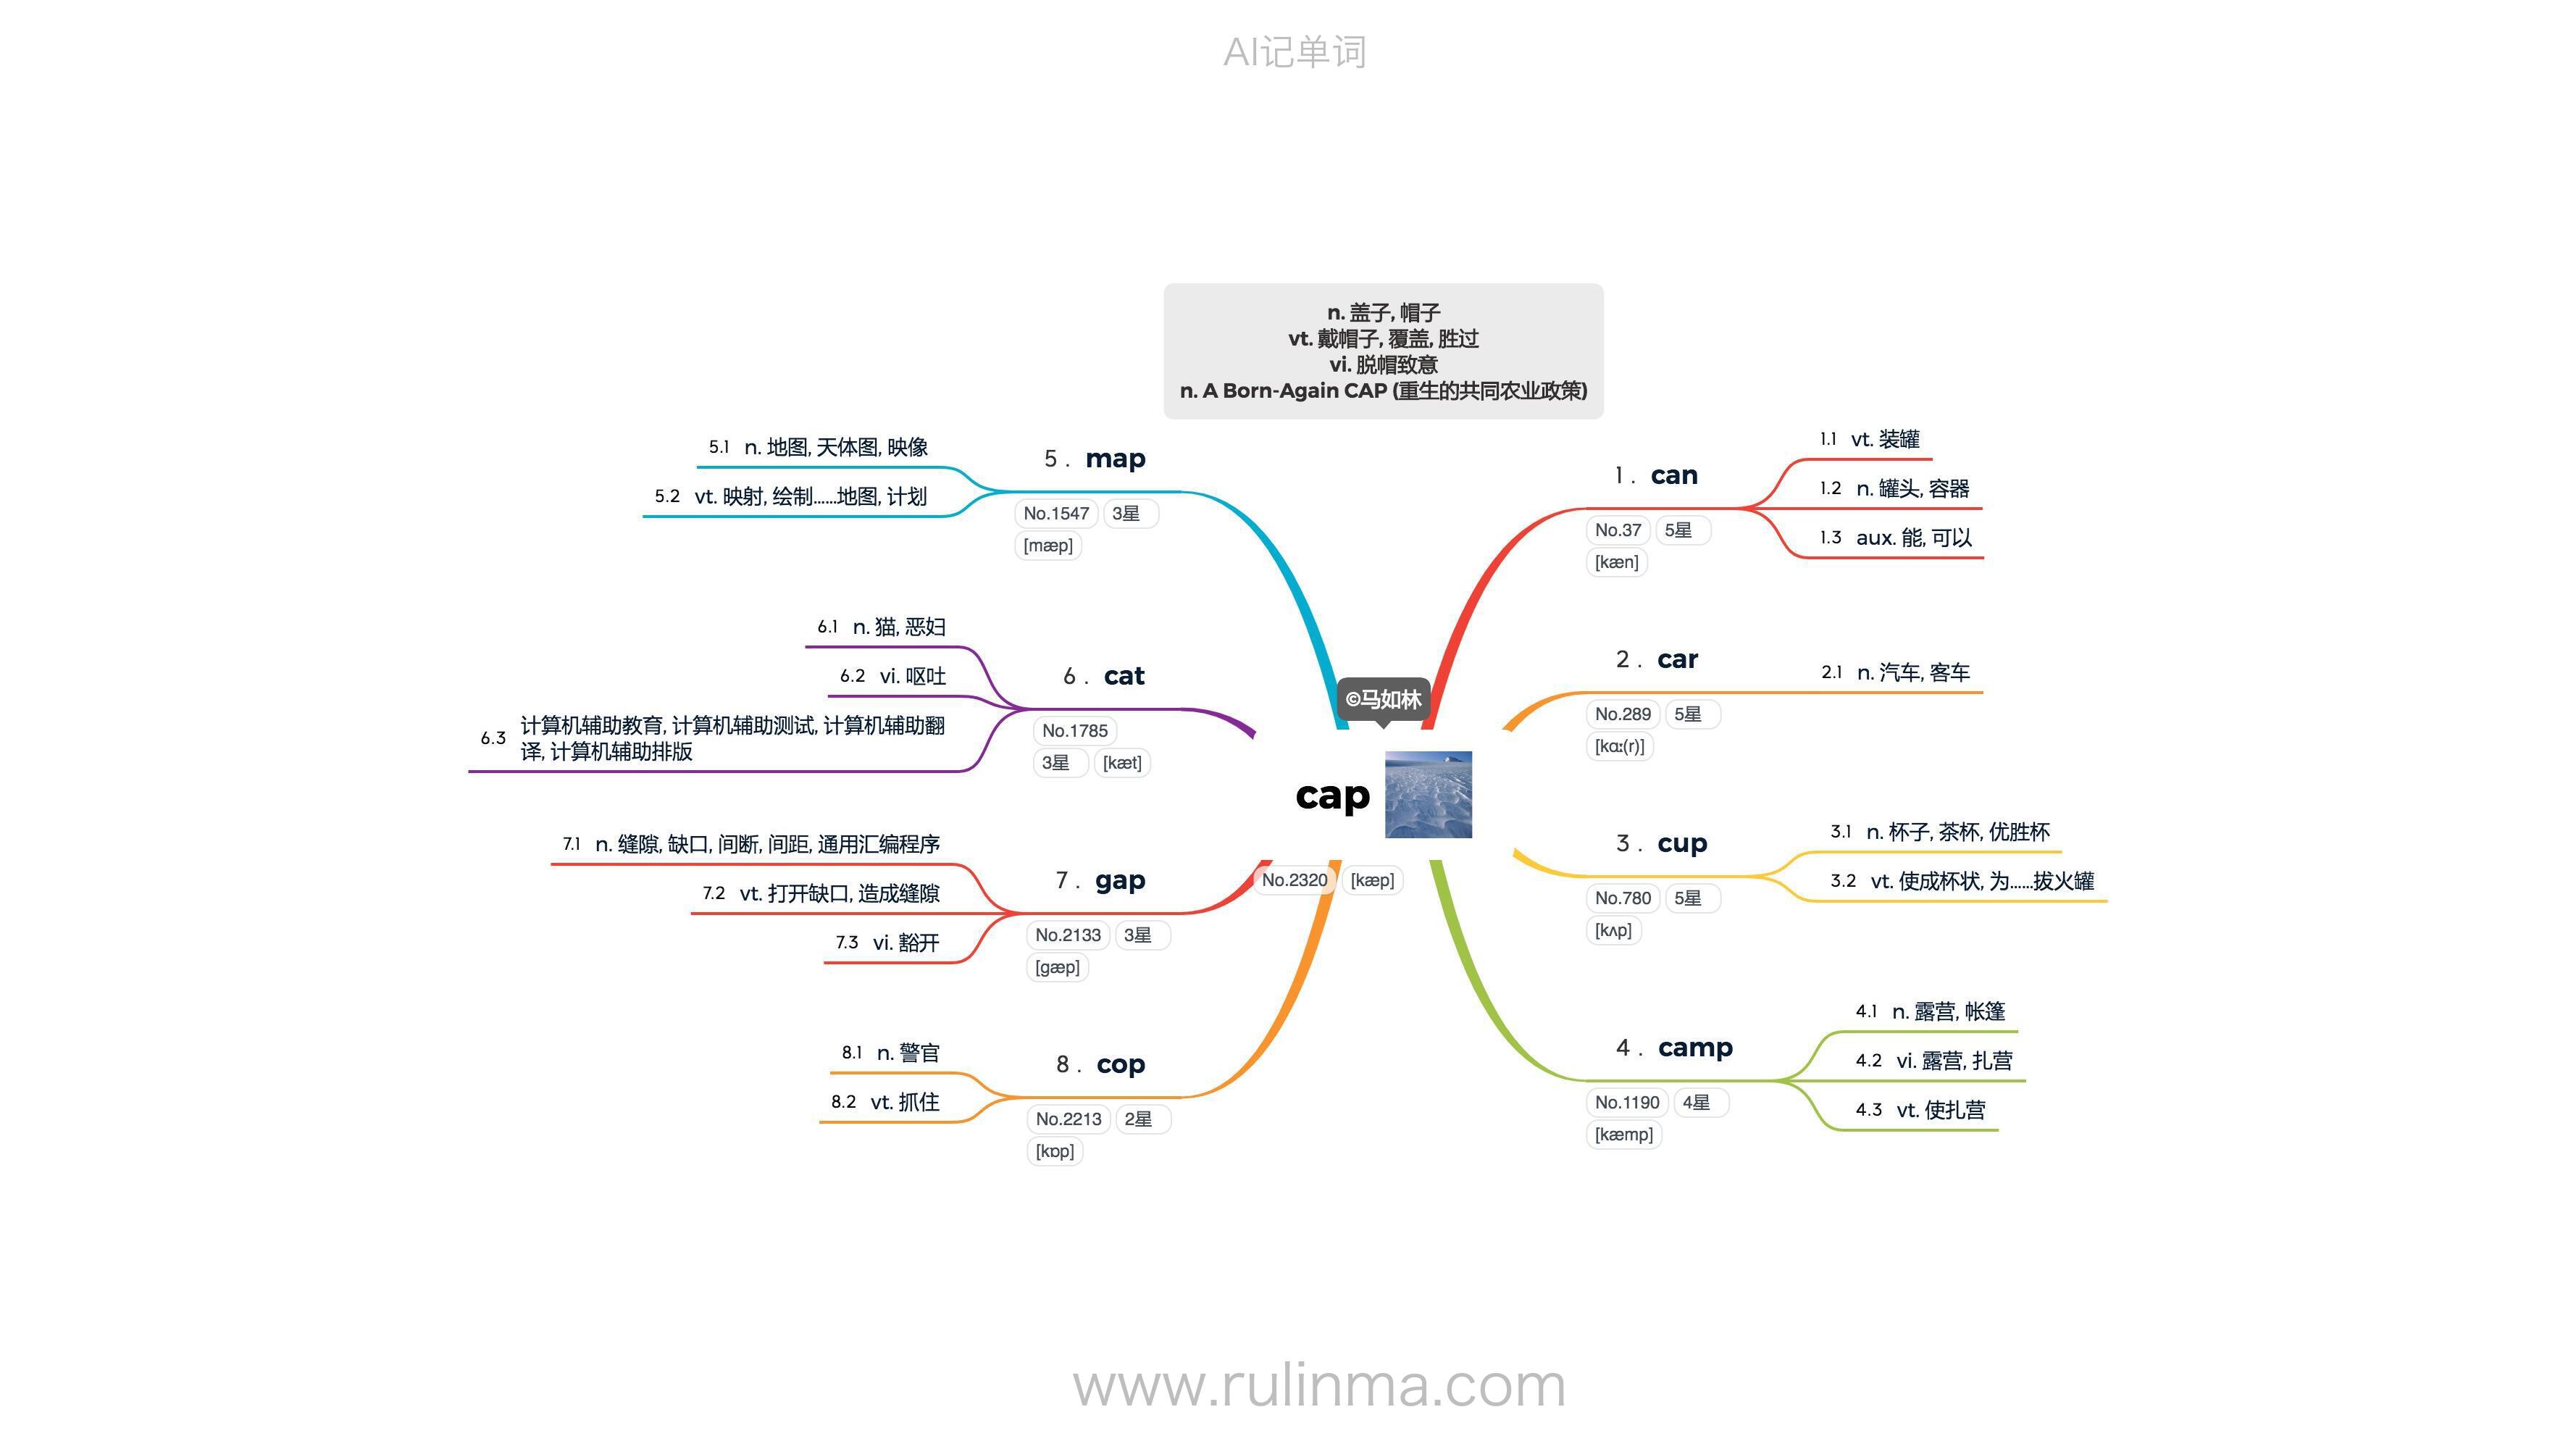 AI记单词
n. 盖子, 帽子
vt. 戴帽子, 覆盖, 胜过
vi. 脱帽致意
n. A Born-Again CAP (重生的共同农业政策)
©马如林
cap
No.2320 [kæp]
1 . can
No.37 5星
[kæn]
1.1 vt. 装罐
1.2 n. 罐头, 容器
1.3 aux. 能, 可以
2 . car
No.289 5星
[kɑː(r)]
2.1 n. 汽车, 客车
3 . cup
No.780 5星
[kʌp]
3.1 n. 杯子, 茶杯, 优胜杯
3.2 vt. 使成杯状, 为……拔火罐
4 . camp
No.1190 4星
[kæmp]
4.1 n. 露营, 帐篷
4.2 vi. 露营, 扎营
4.3 vt. 使扎营
5 . map
No.1547 3星
[mæp]
5.1 n. 地图, 天体图, 映像
5.2 vt. 映射, 绘制……地图, 计划
6 . cat
No.1785
3星 [kæt]
6.1 n. 猫, 恶妇
6.2 vi. 呕吐
6.3 计算机辅助教育, 计算机辅助测试, 计算机辅助翻
译, 计算机辅助排版
7 . gap
No.2133 3星
[gæp]
7.1 n. 缝隙, 缺口, 间断, 间距, 通用汇编程序
7.2 vt. 打开缺口, 造成缝隙
7.3 vi. 豁开
8 . cop
No.2213 2星
[kɒp]
8.1 n. 警官
8.2 vt. 抓住
www.rulinma.com